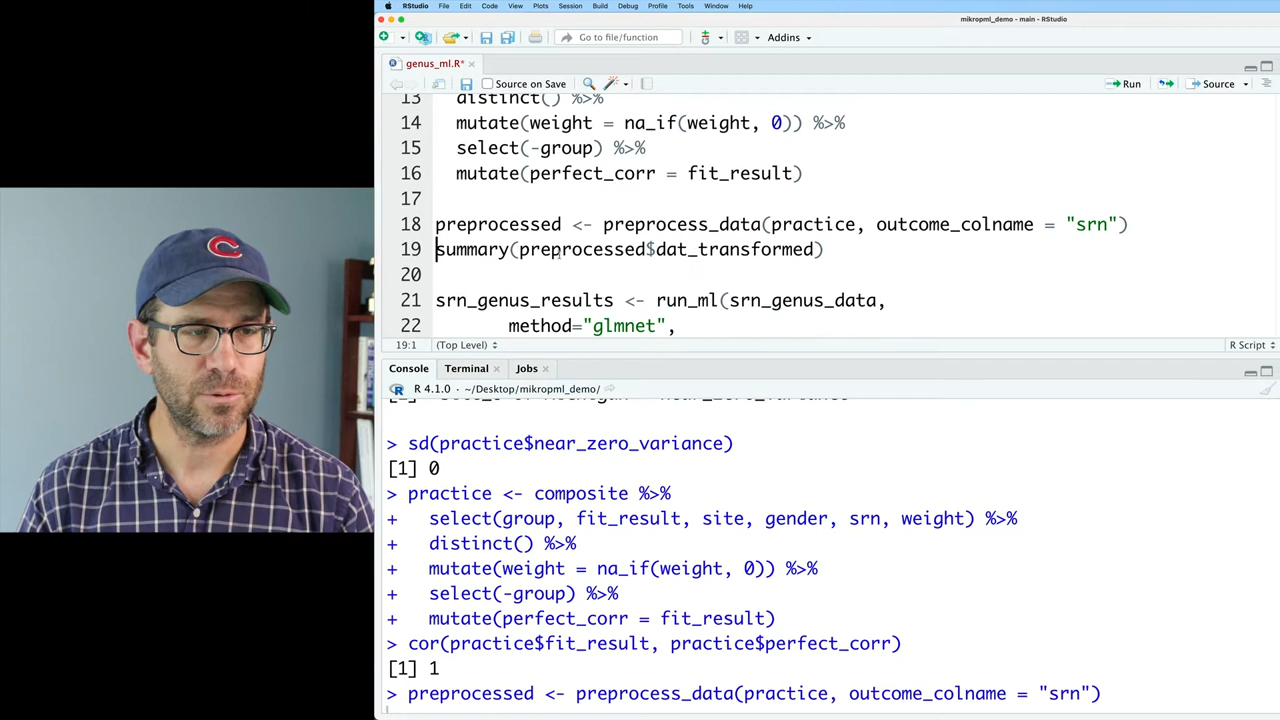 RStudio File Edit Code View Plots Session Build Debug Profile Tools Window Help
mikropml_demo - main - RStudio
Go to file/function Addins
genus_ml.R*
Source on Save Run Source
13 distinct() %>%
14 mutate(weight = na_if(weight, 0)) %>%
15 select(-group) %>%
16 mutate(perfect_corr = fit_result)
17
18 preprocessed <- preprocess_data(practice, outcome_colname = "srn")
19 summary(preprocessed$dat_transformed)
20
21 srn_genus_results <- run_ml(srn_genus_data,
22 method="glmnet",
19:1 (Top Level) R Script
Console Terminal Jobs
R 4.1.0 · ~/Desktop/mikropml_demo/
> sd(practice$near_zero_variance)
[1] 0
> practice <- composite %>%
+ select(group, fit_result, site, gender, srn, weight) %>%
+ distinct() %>%
+ mutate(weight = na_if(weight, 0)) %>%
+ select(-group) %>%
+ mutate(perfect_corr = fit_result)
> cor(practice$fit_result, practice$perfect_corr)
[1] 1
> preprocessed <- preprocess_data(practice, outcome_colname = "srn")